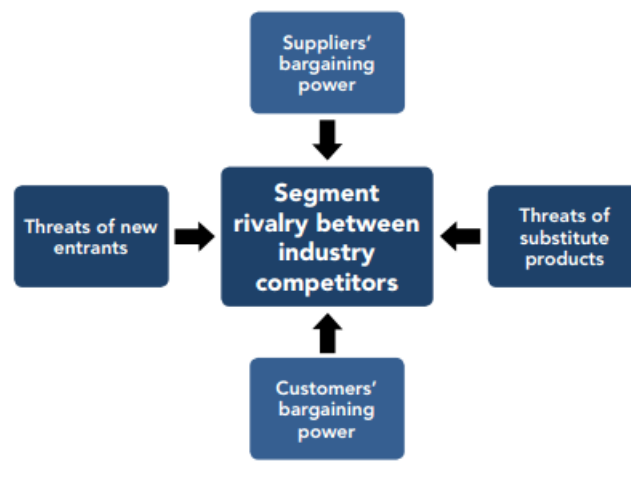 Suppliers’
bargaining
power
Threats of new
entrants
Segment
rivalry between
industry
competitors
Threats of
substitute
products
Customers’
bargaining
power